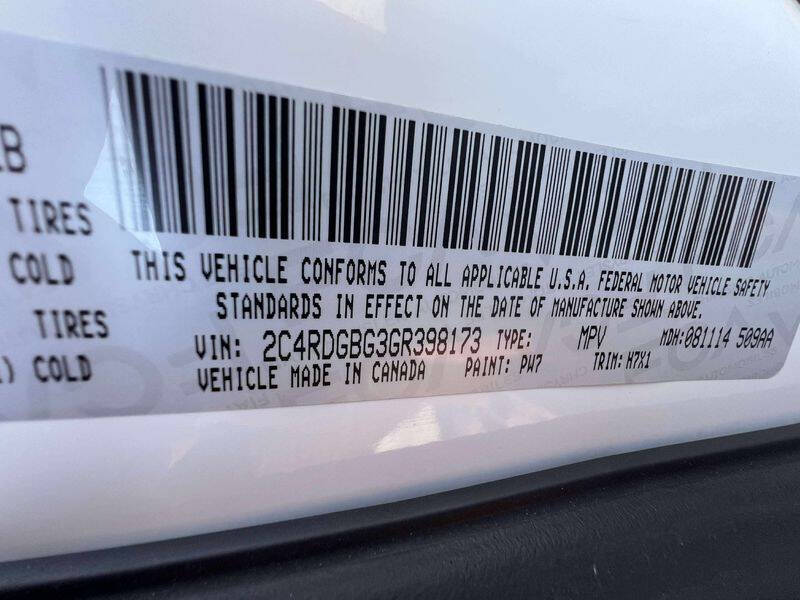 TIRES
COLD
TIRES
) COLD
THIS VEHICLE CONFORMS TO ALL APPLICABLE U.S.A. FEDERAL MOTOR VEHICLE SAFETY
STANDARDS IN EFFECT ON THE DATE OF MANUFACTURE SHOWN ABOVE.
VIN: 2C4RDGBG3GR398173 TYPE: MPV MDH:081114 509AA
VEHICLE MADE IN CANADA PAINT: PW7 TRIM: H7X1